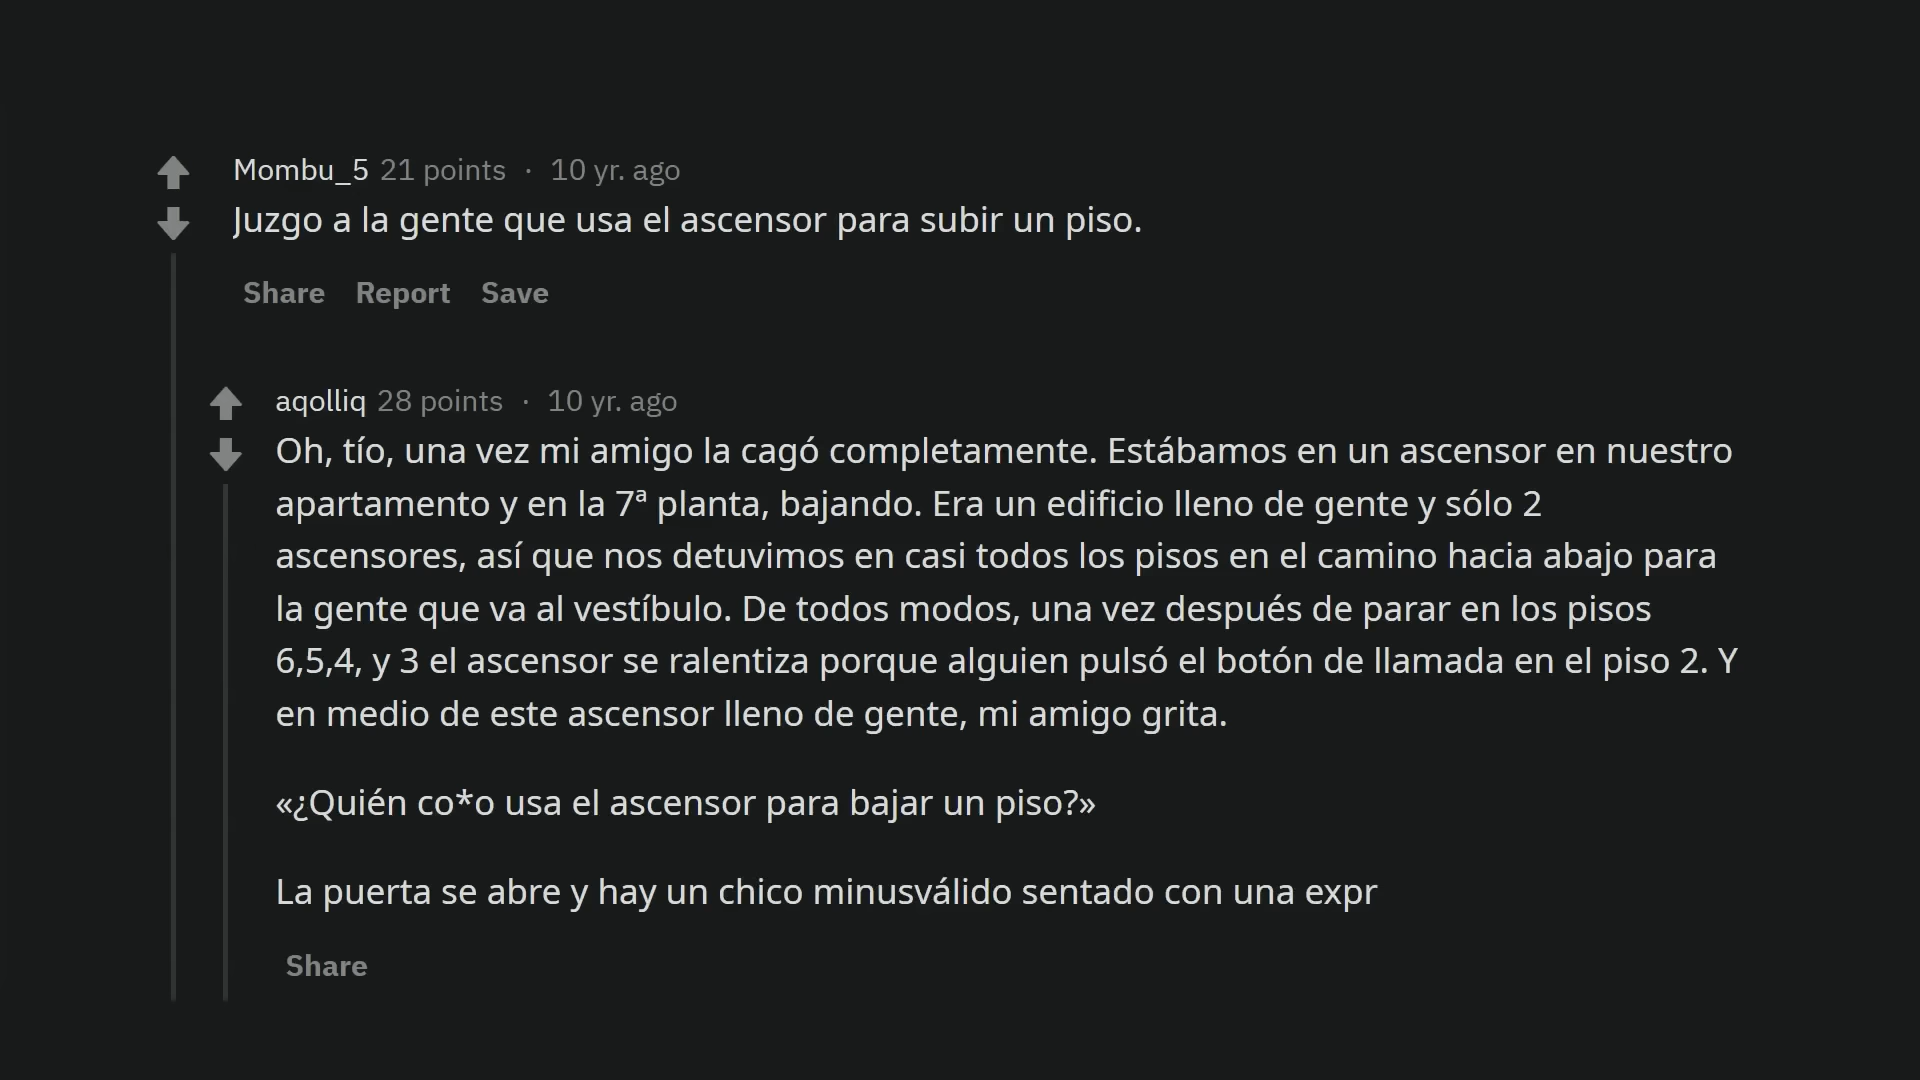 Mombu_5 21 points · 10 yr. ago
Juzgo a la gente que usa el ascensor para subir un piso.
Share Report Save
aqolliq 28 points · 10 yr. ago
Oh, tío, una vez mi amigo la cagó completamente. Estábamos en un ascensor en nuestro
apartamento y en la 7ª planta, bajando. Era un edificio lleno de gente y sólo 2
ascensores, así que nos detuvimos en casi todos los pisos en el camino hacia abajo para
la gente que va al vestíbulo. De todos modos, una vez después de parar en los pisos
6,5,4, y 3 el ascensor se ralentiza porque alguien pulsó el botón de llamada en el piso 2. Y
en medio de este ascensor lleno de gente, mi amigo grita.
«¿Quién co*o usa el ascensor para bajar un piso?»
La puerta se abre y hay un chico minusválido sentado con una expr
Share